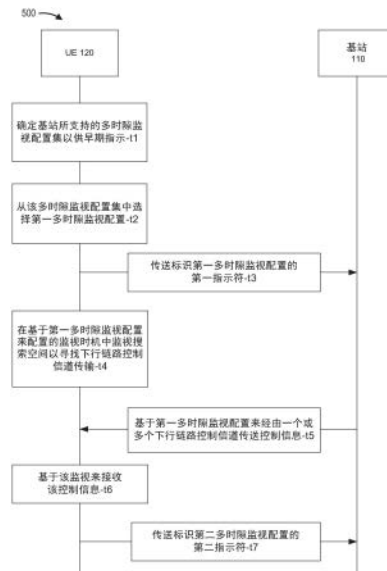 500
UE 120
基站
110
确定基站所支持的多时隙监
视配置集以供早期指示-t1
从该多时隙监视配置集中选
择第一多时隙监视配置-t2
传送标识第一多时隙监视配置的
第一指示符-t3
在基于第一多时隙监视配置
来配置的监视时机中监视搜
索空间以寻找下行链路控制
信道传输-t4
基于第一多时隙监视配置来经由一个或
多个下行链路控制信道传送控制信息-t5
基于该监视来接收
该控制信息-t6
传送标识第二多时隙监视配置的
第二指示符-t7